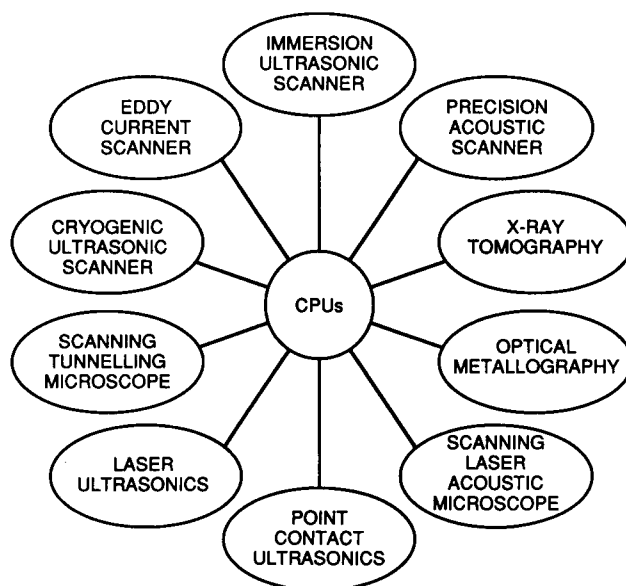 IMMERSION
ULTRASONIC
SCANNER
EDDY
CURRENT
SCANNER
PRECISION
ACOUSTIC
SCANNER
CRYOGENIC
ULTRASONIC
SCANNER
X-RAY
TOMOGRAPHY
CPUs
SCANNING
TUNNELLING
MICROSCOPE
OPTICAL
METALLOGRAPHY
LASER
ULTRASONICS
SCANNING
LASER
ACOUSTIC
MICROSCOPE
POINT
CONTACT
ULTRASONICS